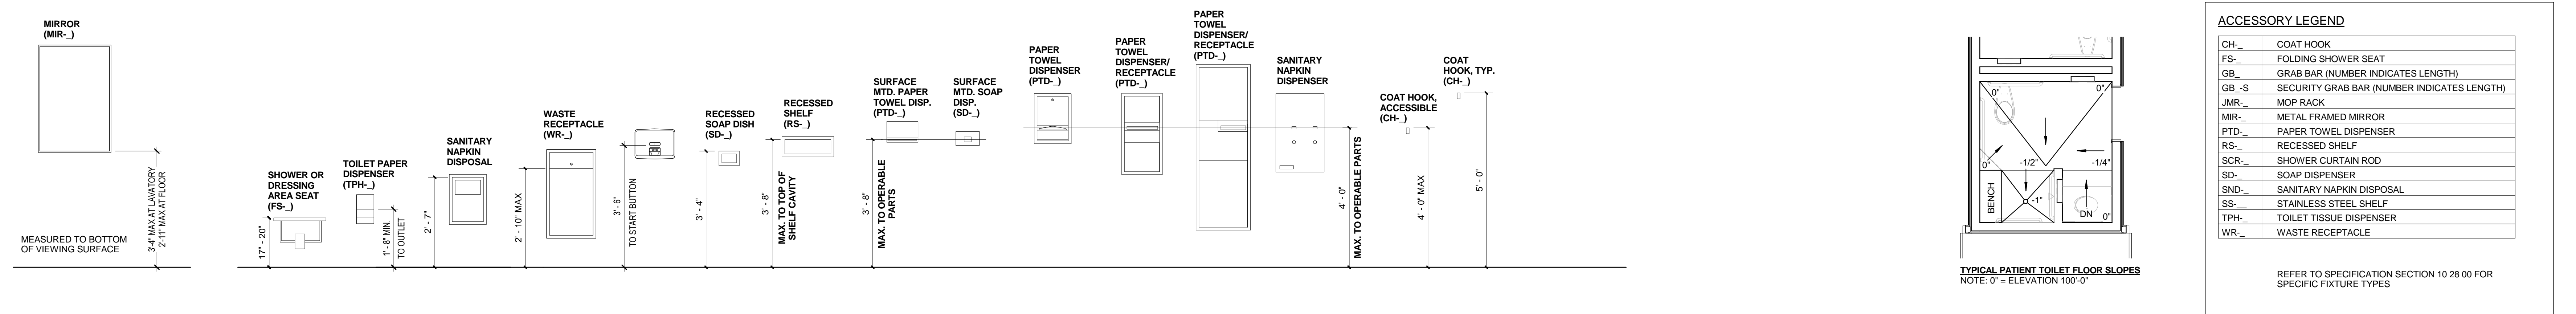 MIRROR
(MIR-_)
3'-4" MAX AT LAVATORY
2'-11" MAX AT FLOOR
MEASURED TO BOTTOM
OF VIEWING SURFACE
SHOWER OR
DRESSING
AREA SEAT
(FS-_)
17" - 20"
TOILET PAPER
DISPENSER
(TPH-_)
1' - 8" MIN.
TO OUTLET
SANITARY
NAPKIN
DISPOSAL
2' - 7"
WASTE
RECEPTACLE
(WR-_)
2' - 10" MAX
3' - 6"
TO START BUTTON
RECESSED
SOAP DISH
(SD-_)
3' - 4"
RECESSED
SHELF
(RS-_)
3' - 8"
MAX. TO TOP OF
SHELF CAVITY
SURFACE
MTD. PAPER
TOWEL DISP.
(PTD-_)
3' - 8"
MAX. TO OPERABLE
PARTS
SURFACE
MTD. SOAP
DISP.
(SD-_)
PAPER
TOWEL
DISPENSER
(PTD-_)
PAPER
TOWEL
DISPENSER/
RECEPTACLE
(PTD-_)
PAPER
TOWEL
DISPENSER/
RECEPTACLE
(PTD-_)
SANITARY
NAPKIN
DISPENSER
4' - 0"
MAX. TO OPERABLE PARTS
COAT HOOK,
ACCESSIBLE
(CH-_)
4' - 0" MAX
COAT
HOOK, TYP.
(CH-_)
5' - 0"
0"
0"
0"
-1/2"
-1/4"
BENCH
-1"
DN
0"
TYPICAL PATIENT TOILET FLOOR SLOPES
NOTE: 0" = ELEVATION 100'-0"
ACCESSORY LEGEND
CH-_ COAT HOOK
FS-_ FOLDING SHOWER SEAT
GB_ GRAB BAR (NUMBER INDICATES LENGTH)
GB_-S SECURITY GRAB BAR (NUMBER INDICATES LENGTH)
JMR-_ MOP RACK
MIR-_ METAL FRAMED MIRROR
PTD-_ PAPER TOWEL DISPENSER
RS-_ RECESSED SHELF
SCR-_ SHOWER CURTAIN ROD
SD-_ SOAP DISPENSER
SND-_ SANITARY NAPKIN DISPOSAL
SS-__ STAINLESS STEEL SHELF
TPH-_ TOILET TISSUE DISPENSER
WR-_ WASTE RECEPTACLE
REFER TO SPECIFICATION SECTION 10 28 00 FOR
SPECIFIC FIXTURE TYPES